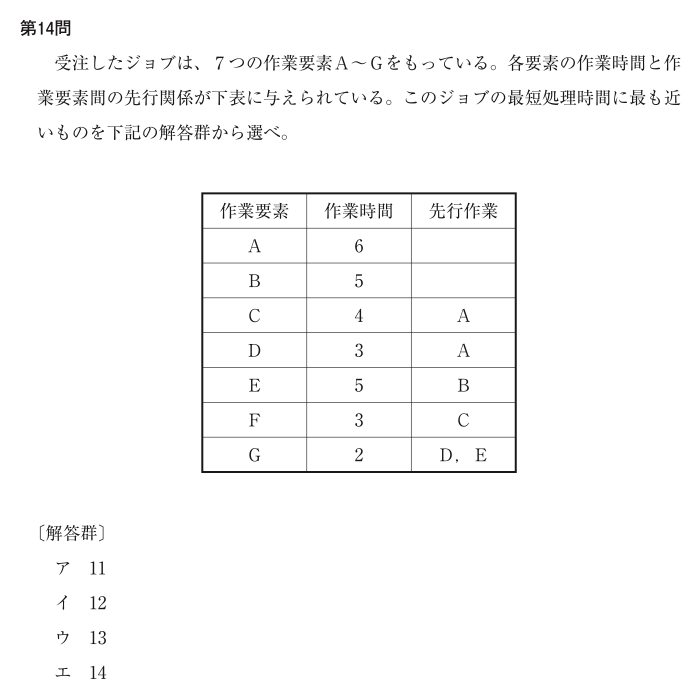 第14問
受注したジョブは、７つの作業要素Ａ～Ｇをもっている。各要素の作業時間と作
業要素間の先行関係が下表に与えられている。このジョブの最短処理時間に最も近
いものを下記の解答群から選べ。
作業要素 作業時間 先行作業
A 6
B 5
C 4 A
D 3 A
E 5 B
F 3 C
G 2 D，E
〔解答群〕
ア 11
イ 12
ウ 13
エ 14